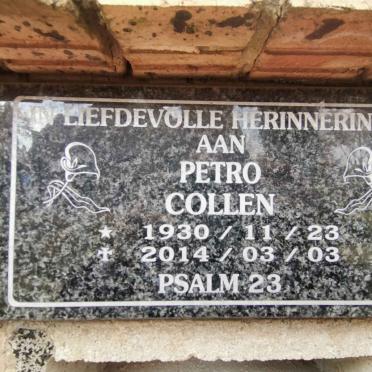 IN LIEFDEVOLLE HERINNERIN
AAN
PETRO
COLLEN
★ 1930 / 11 / 23
✝ 2014 / 03 / 03
PSALM 23